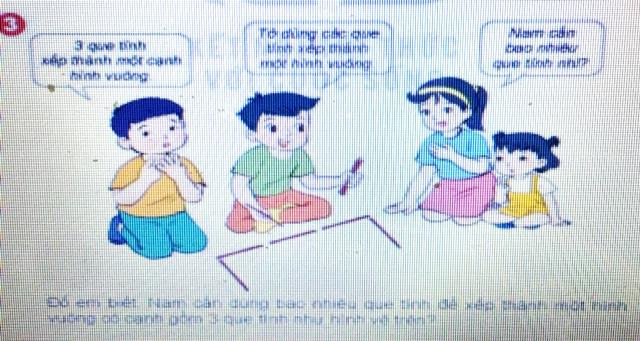 3
3 que tính
xếp thành một cạnh
hình vuông.
Tớ dùng các que
tính xếp thành
một hình vuông.
Nam cần
bao nhiêu
que tính nhỉ?
Đố em biết, Nam cần dùng bao nhiêu que tính để xếp thành một hình
vuông có cạnh gồm 3 que tính như hình vẽ trên?